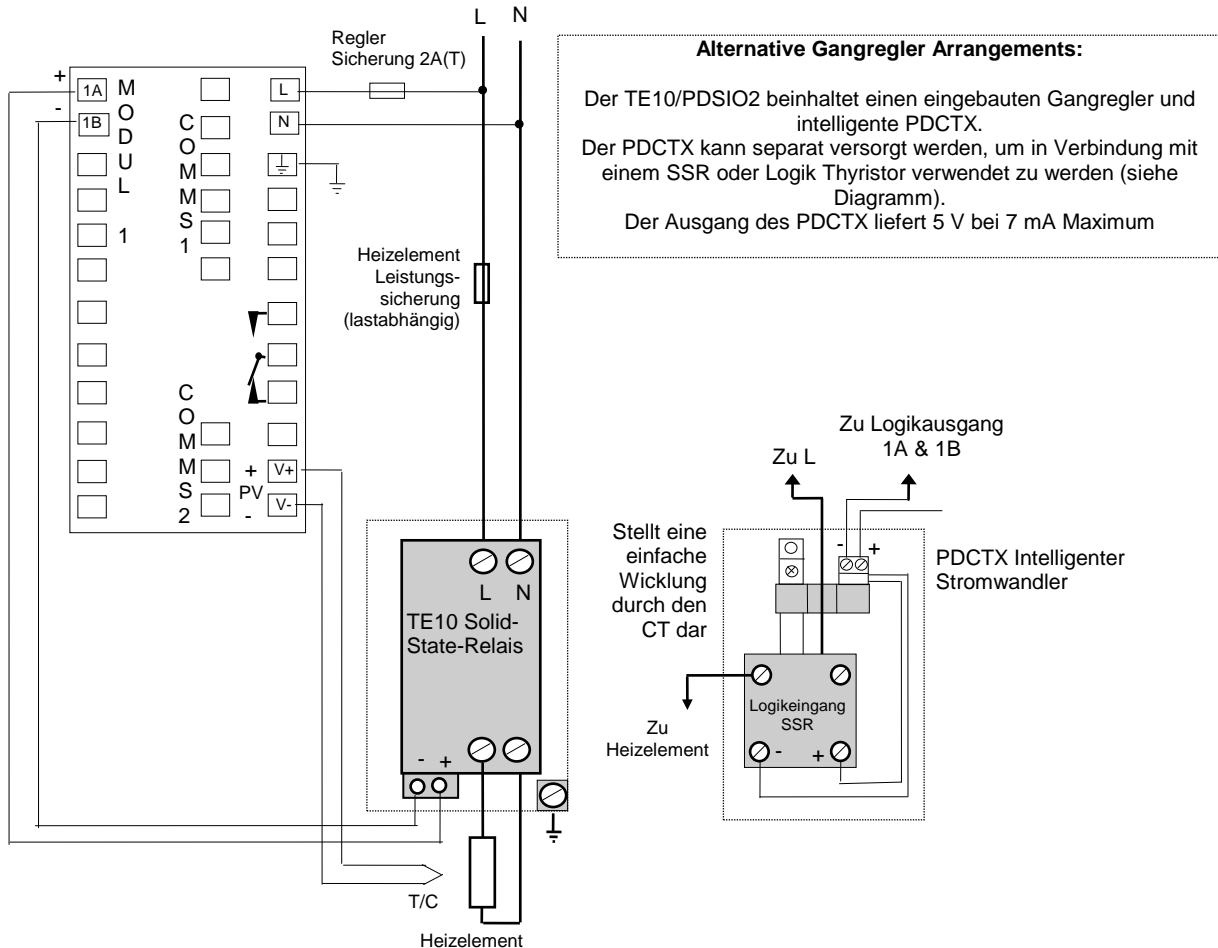 L N
Regler
Sicherung 2A(T)
Alternative Gangregler Arrangements:
Der TE10/PDSIO2 beinhaltet einen eingebauten Gangregler und
intelligente PDCTX.
Der PDCTX kann separat versorgt werden, um in Verbindung mit
einem SSR oder Logik Thyristor verwendet zu werden (siehe
Diagramm).
Der Ausgang des PDCTX liefert 5 V bei 7 mA Maximum
+ 1A
- 1B
MODUL 1
COMMS1
L
N
Heizelement
Leistungs-
sicherung
(lastabhängig)
COMMS2
+ V+
PV
- V-
L N
TE10 Solid-
State-Relais
- +
T/C
Heizelement
Zu Logikausgang
1A & 1B
Zu L
Stellt eine
einfache
Wicklung
durch den
CT dar
- +
PDCTX Intelligenter
Stromwandler
Logikeingang
SSR
- +
Zu
Heizelement